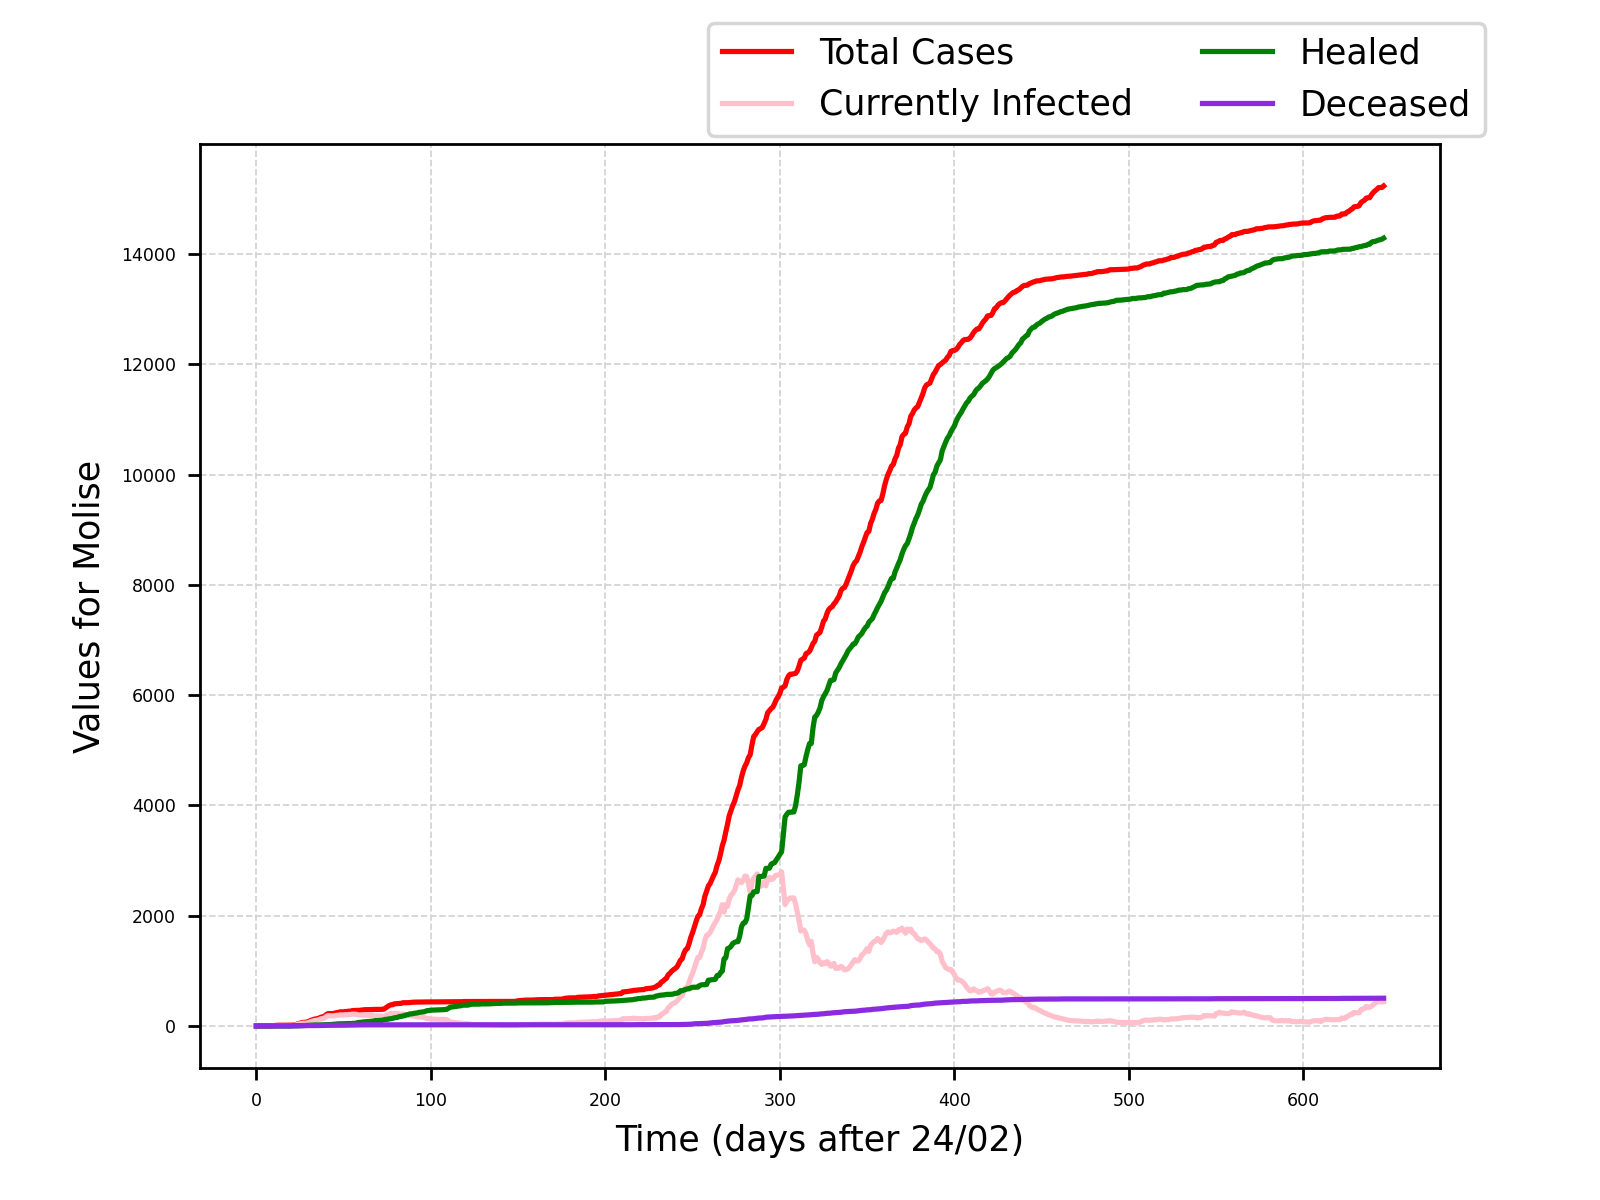 Total Cases
Currently Infected
Healed
Deceased
14000
12000
10000
8000
6000
4000
2000
0
Values for Molise
0 100 200 300 400 500 600
Time (days after 24/02)